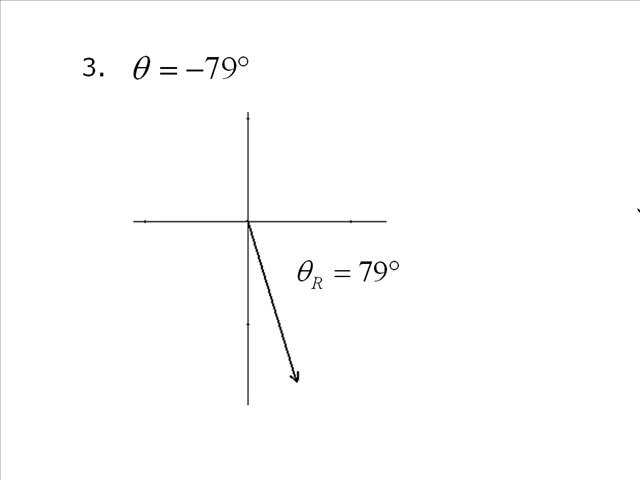 3. θ = −79°
θ_R = 79°